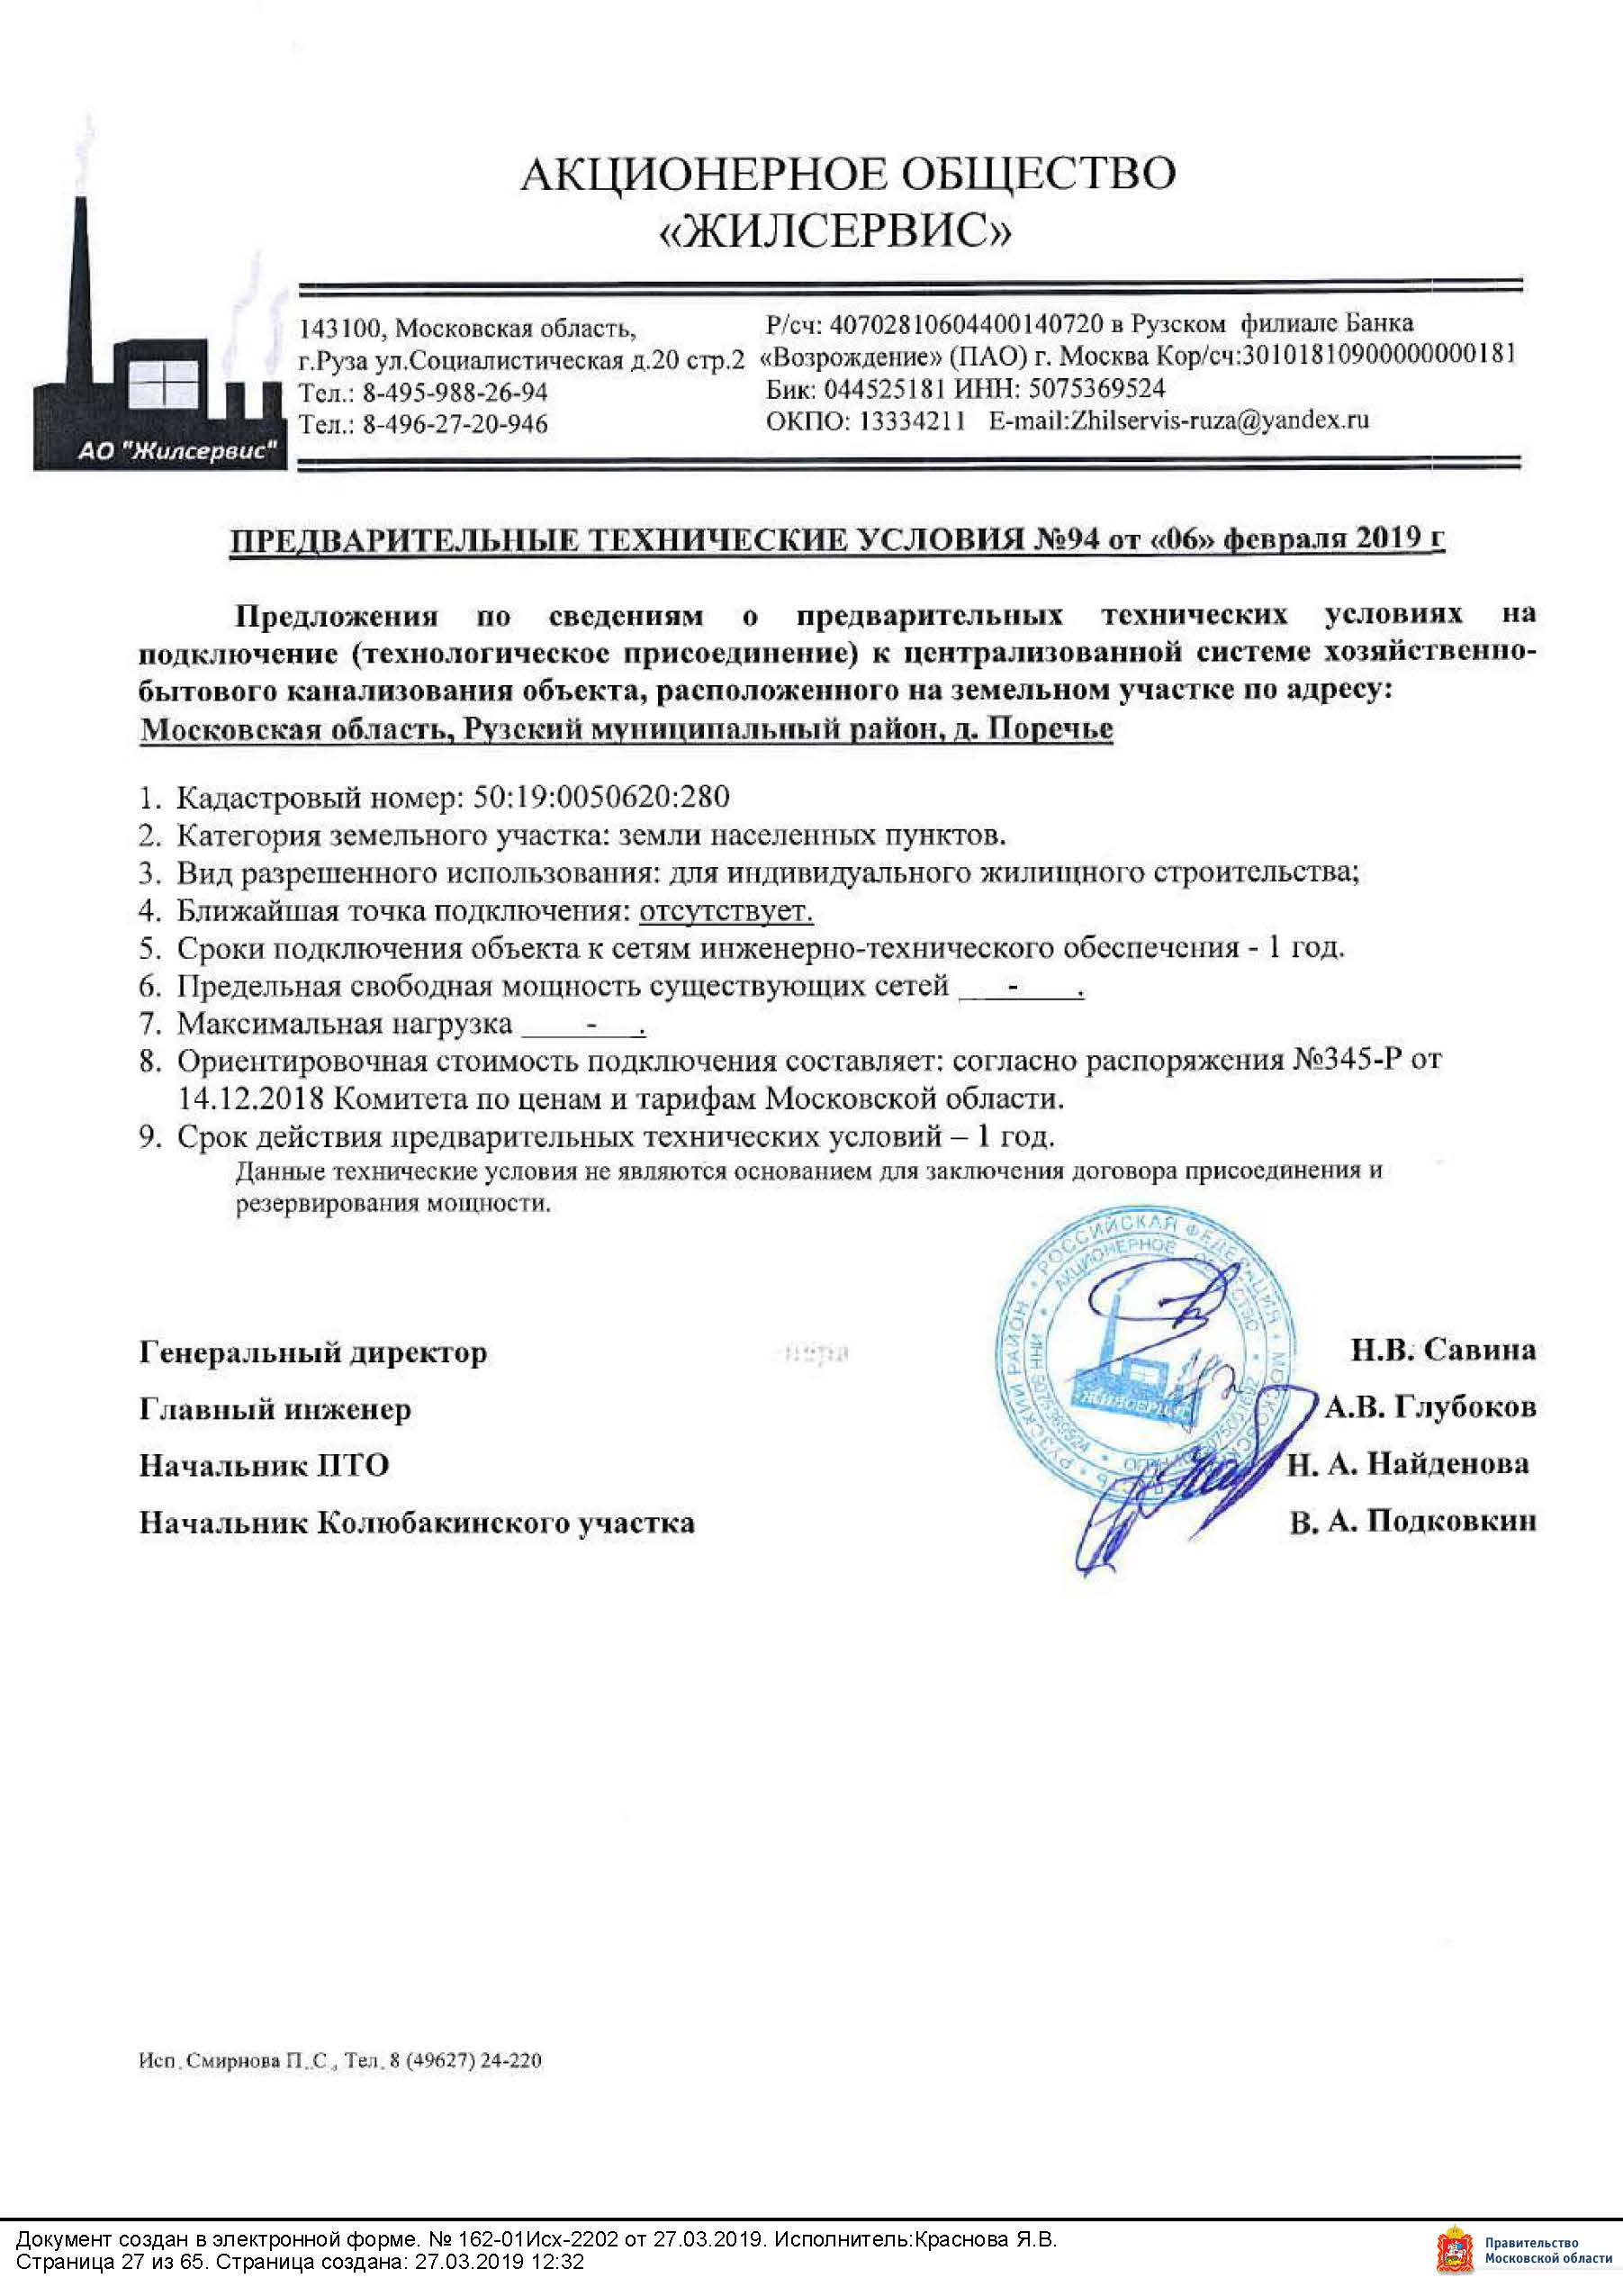 АКЦИОНЕРНОЕ ОБЩЕСТВО
«ЖИЛСЕРВИС»
АО "Жилсервис"
143100, Московская область,
г.Руза ул.Социалистическая д.20 стр.2
Тел.: 8-495-988-26-94
Тел.: 8-496-27-20-946
Р/сч: 40702810604400140720 в Рузском филиале Банка
«Возрождение» (ПАО) г. Москва Кор/сч:30101810900000000181
Бик: 044525181 ИНН: 5075369524
ОКПО: 13334211 E-mail:Zhilservis-ruza@yandex.ru
ПРЕДВАРИТЕЛЬНЫЕ ТЕХНИЧЕСКИЕ УСЛОВИЯ №94 от «06» февраля 2019 г
Предложения по сведениям о предварительных технических условиях на
подключение (технологическое присоединение) к централизованной системе хозяйственно-
бытового канализования объекта, расположенного на земельном участке по адресу:
Московская область, Рузский муниципальный район, д. Поречье
1. Кадастровый номер: 50:19:0050620:280
2. Категория земельного участка: земли населенных пунктов.
3. Вид разрешенного использования: для индивидуального жилищного строительства;
4. Ближайшая точка подключения: отсутствует.
5. Сроки подключения объекта к сетям инженерно-технического обеспечения - 1 год.
6. Предельная свободная мощность существующих сетей ___-____.
7. Максимальная нагрузка ____-___.
8. Ориентировочная стоимость подключения составляет: согласно распоряжения №345-Р от
14.12.2018 Комитета по ценам и тарифам Московской области.
9. Срок действия предварительных технических условий – 1 год.
Данные технические условия не являются основанием для заключения договора присоединения и
резервирования мощности.
РОССИЙСКАЯ ФЕДЕРАЦИЯ
АКЦИОНЕРНОЕ ОБЩЕСТВО
РУЗСКИЙ РАЙОН
Генеральный директор Н.В. Савина
Главный инженер А.В. Глубоков
Начальник ПТО Н. А. Найденова
Начальник Колюбакинского участка В. А. Подковкин
Исп. Смирнова П..С., Тел. 8 (49627) 24-220
Документ создан в электронной форме. № 162-01Исх-2202 от 27.03.2019. Исполнитель:Краснова Я.В.
Страница 27 из 65. Страница создана: 27.03.2019 12:32
Правительство
Московской области